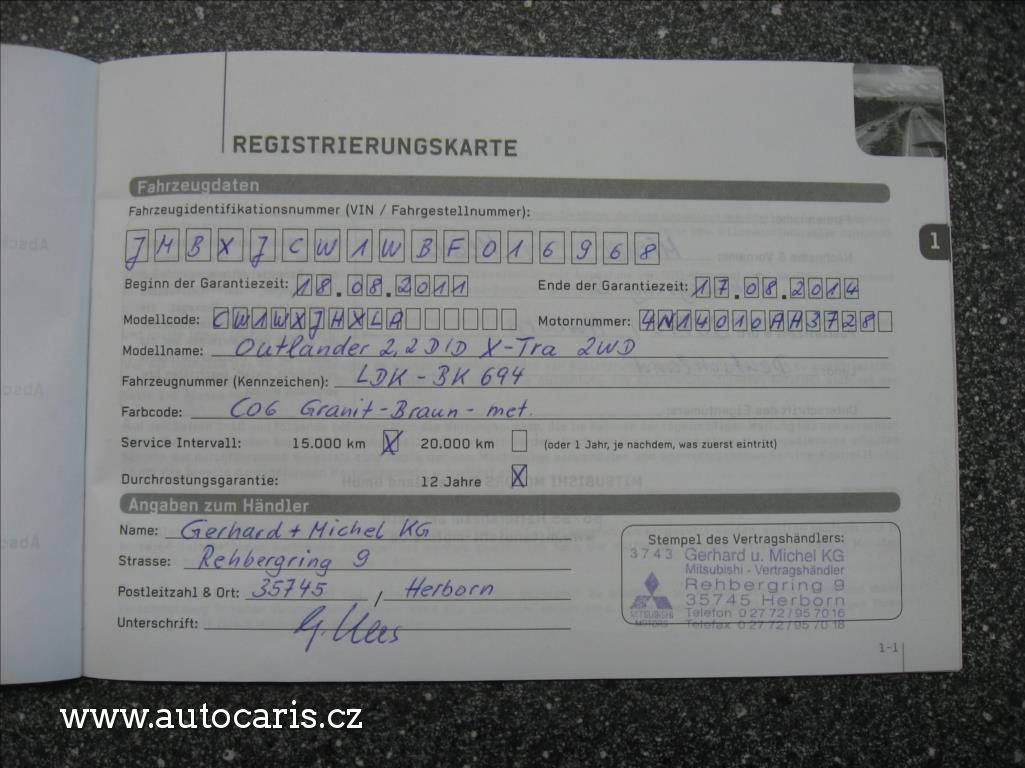 REGISTRIERUNGSKARTE
Fahrzeugdaten
1
Fahrzeugidentifikationsnummer (VIN / Fahrgestellnummer):
JMBXJCW1WBF016968
Beginn der Garantiezeit: 18.08.2011 Ende der Garantiezeit: 17.08.2014
Modellcode: CW1WXJHXLA Motornummer: 4N14010AH3728
Modellname: Outlander 2,2 DID X-Tra 2WD
Fahrzeugnummer (Kennzeichen): LDK-BK 694
Farbcode: C06 Granit-Braun-met.
Service Intervall: 15.000 km X 20.000 km (oder 1 Jahr, je nachdem, was zuerst eintritt)
Durchrostungsgarantie: 12 Jahre X
Angaben zum Händler
Name: Gerhard + Michel KG
Strasse: Rehbergring 9
Postleitzahl & Ort: 35745 / Herborn
Unterschrift:
Stempel des Vertragshändlers:
3743 Gerhard u. Michel KG
Mitsubishi - Vertragshändler
Rehbergring 9
35745 Herborn
MITSUBISHI MOTORS
Telefon 0 27 72 / 95 70 16
Telefax 0 27 72 / 95 70 18
1-1
www.autocaris.cz